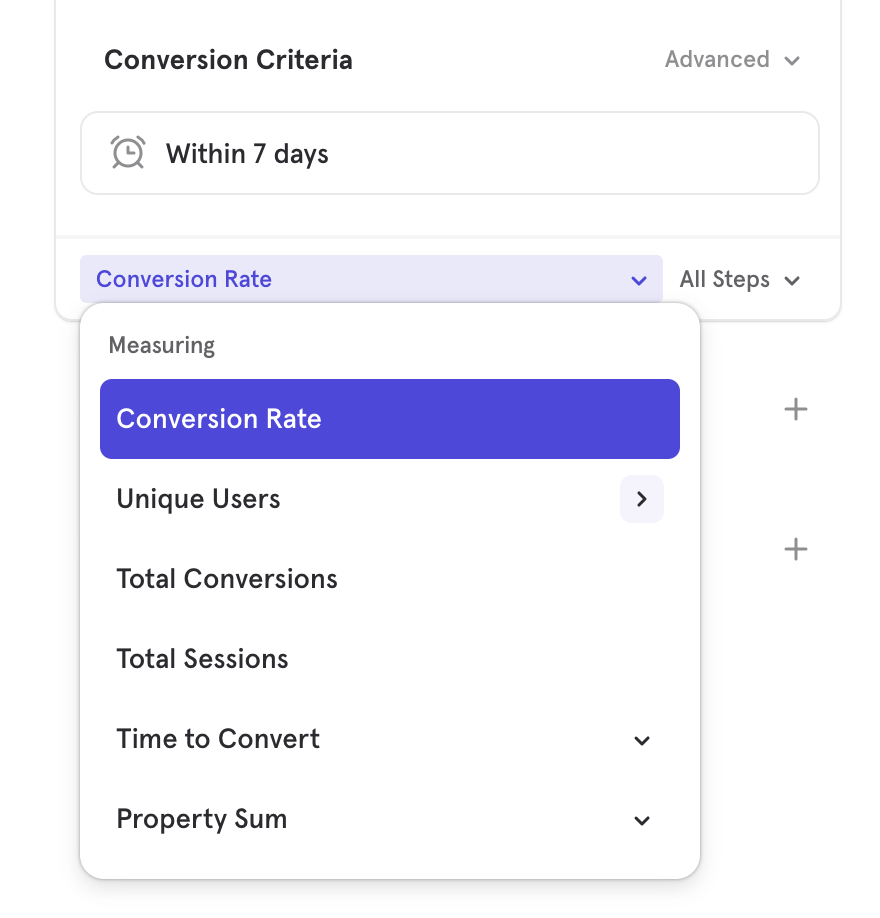 Conversion Criteria
Advanced
Within 7 days
Conversion Rate
All Steps
Measuring
Conversion Rate
Unique Users
Total Conversions
Total Sessions
Time to Convert
Property Sum